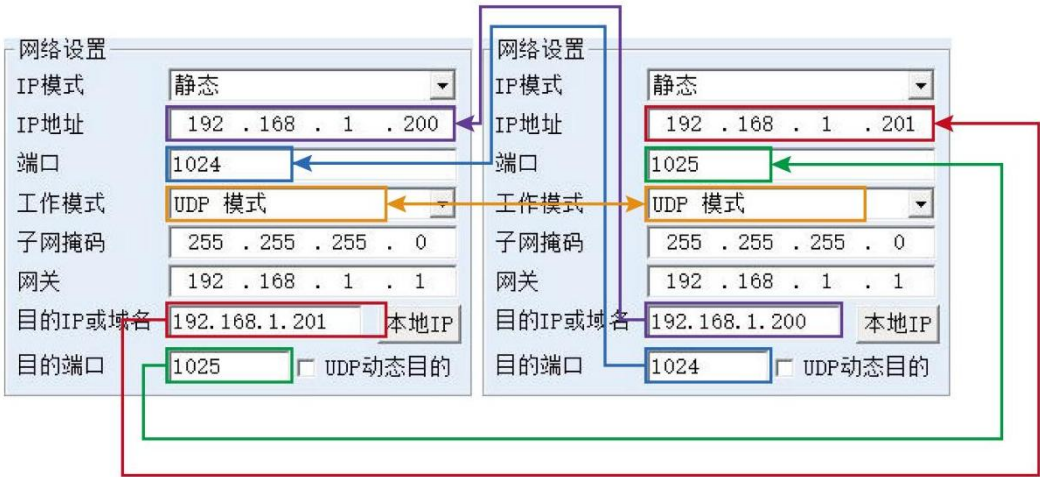 网络设置
IP模式 静态
IP地址 192 . 168 . 1 . 200
端口 1024
工作模式 UDP 模式
子网掩码 255 . 255 . 255 . 0
网关 192 . 168 . 1 . 1
目的IP或域名 192.168.1.201 本地IP
目的端口 1025 UDP动态目的
网络设置
IP模式 静态
IP地址 192 . 168 . 1 . 201
端口 1025
工作模式 UDP 模式
子网掩码 255 . 255 . 255 . 0
网关 192 . 168 . 1 . 1
目的IP或域名 192.168.1.200 本地IP
目的端口 1024 UDP动态目的